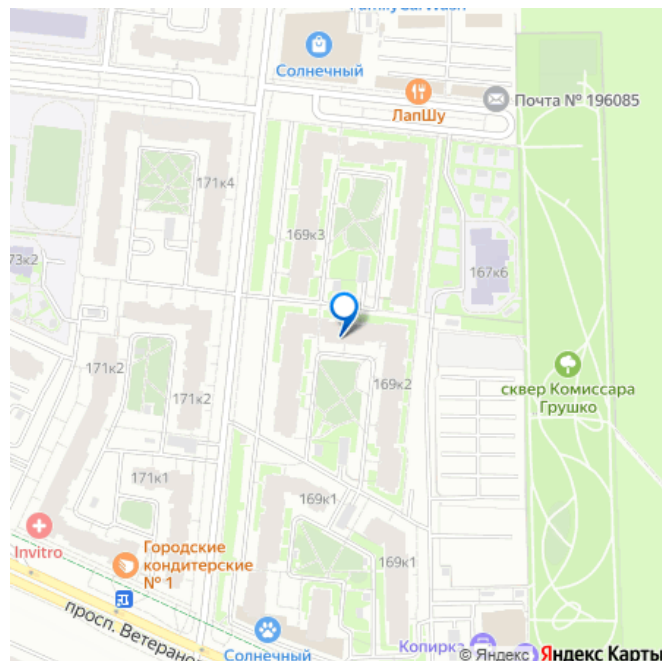 FamilyCarWash
Солнечный
ЛапШу
Почта № 196085
171к4
169к3
73к2
167к6
171к2
169к2
171к2
сквер Комиссара
Грушко
171к1
169к1
Invitro
Городские
кондитерские
№ 1
169к1
просп. Ветеранов
Солнечный
Копирка
© Яндекс Яндекс Карты